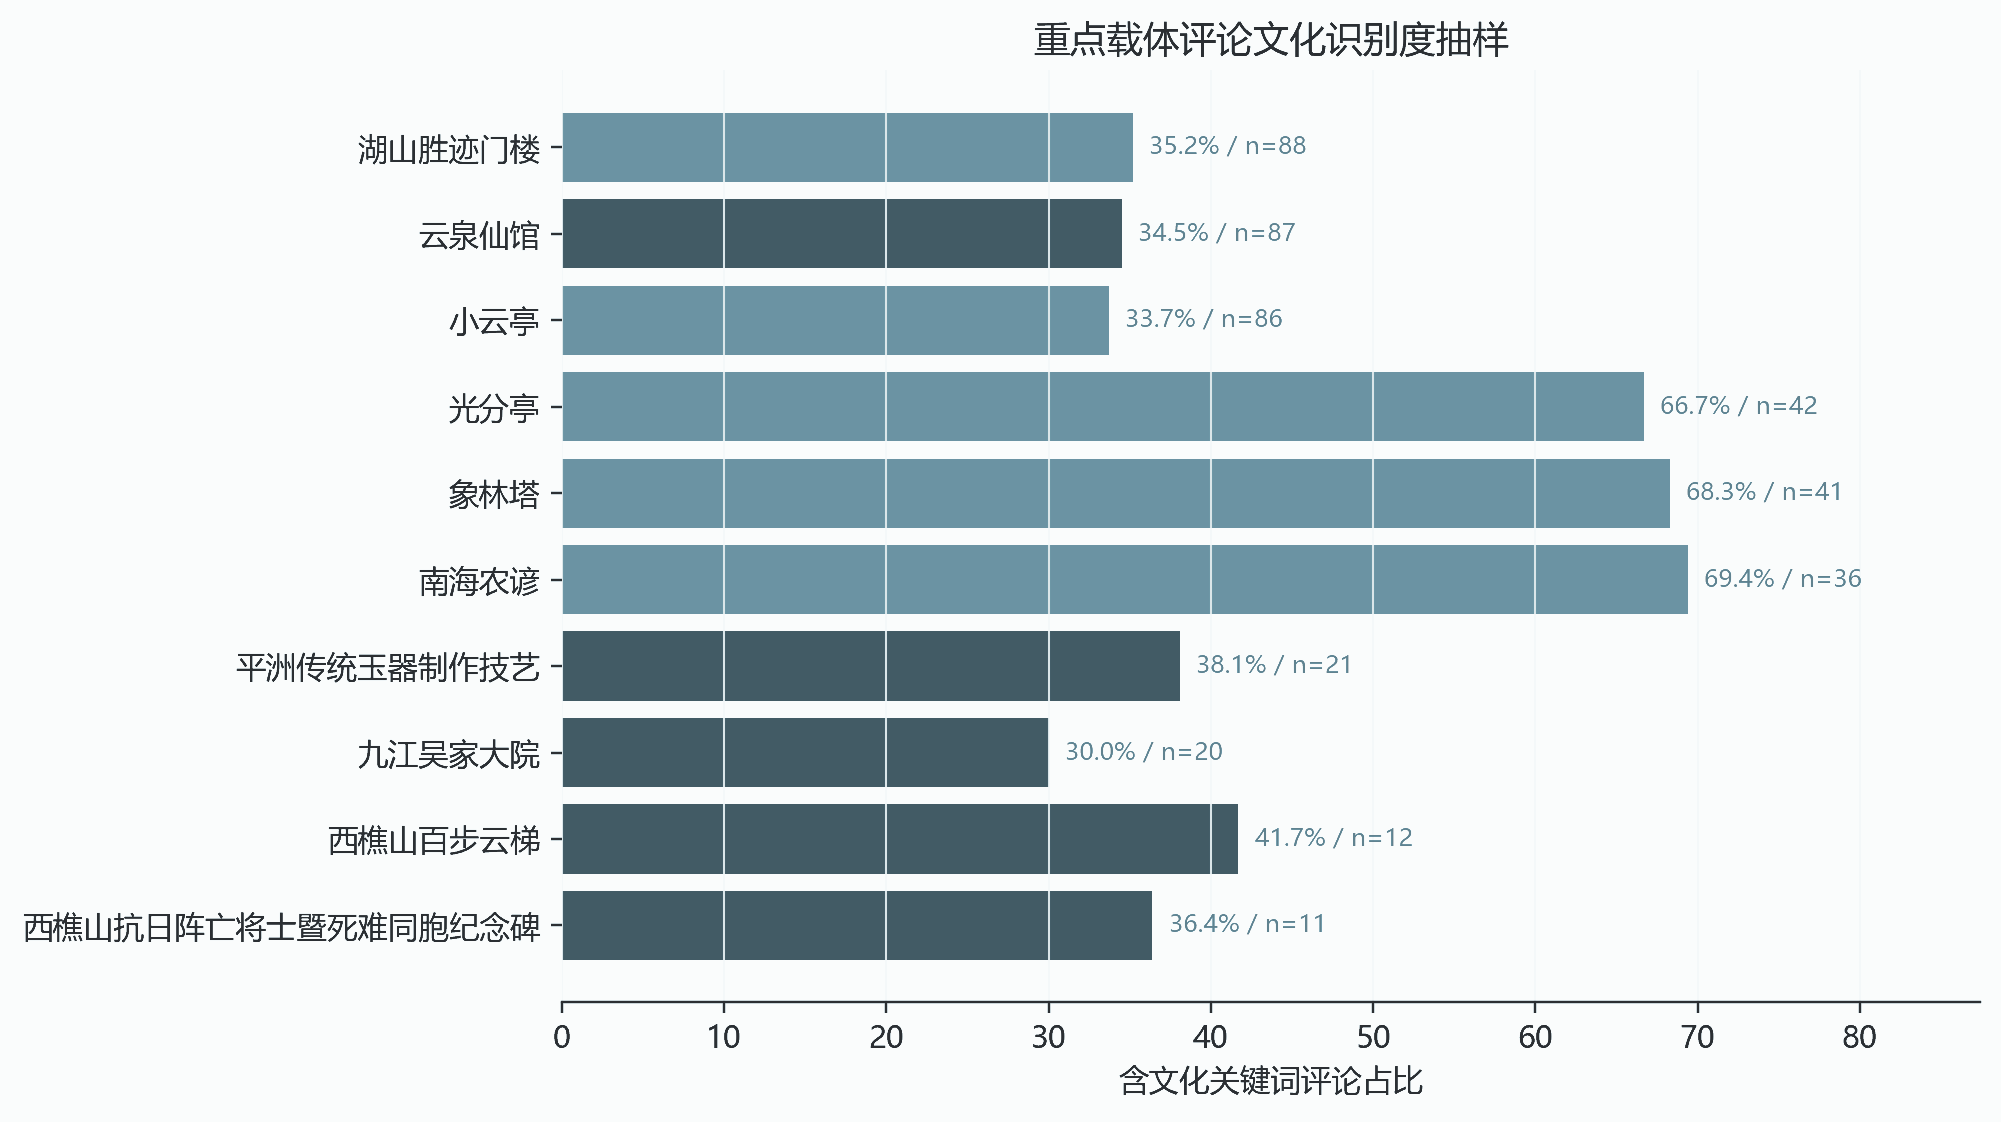 重点载体评论文化识别度抽样
湖山胜迹门楼
35.2% / n=88
云泉仙馆
34.5% / n=87
小云亭
33.7% / n=86
光分亭
66.7% / n=42
象林塔
68.3% / n=41
南海农谚
69.4% / n=36
平洲传统玉器制作技艺
38.1% / n=21
九江吴家大院
30.0% / n=20
西樵山百步云梯
41.7% / n=12
西樵山抗日阵亡将士暨死难同胞纪念碑
36.4% / n=11
0 10 20 30 40 50 60 70 80
含文化关键词评论占比